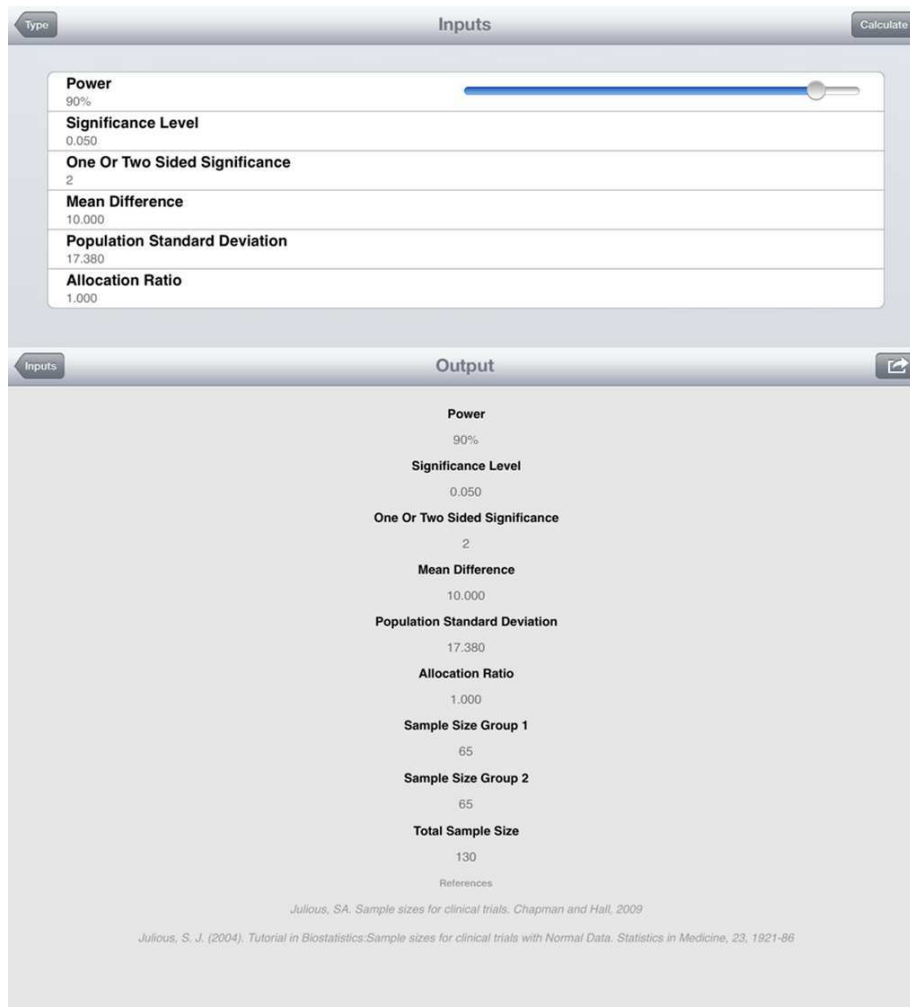 Type
Inputs
Calculate
Power
90%
Significance Level
0.050
One Or Two Sided Significance
2
Mean Difference
10.000
Population Standard Deviation
17.380
Allocation Ratio
1.000
Inputs
Output
Power
90%
Significance Level
0.050
One Or Two Sided Significance
2
Mean Difference
10.000
Population Standard Deviation
17.380
Allocation Ratio
1.000
Sample Size Group 1
65
Sample Size Group 2
65
Total Sample Size
130
References
Julious, SA. Sample sizes for clinical trials. Chapman and Hall, 2009
Julious, S. J. (2004). Tutorial in Biostatistics:Sample sizes for clinical trials with Normal Data. Statistics in Medicine, 23, 1921-86